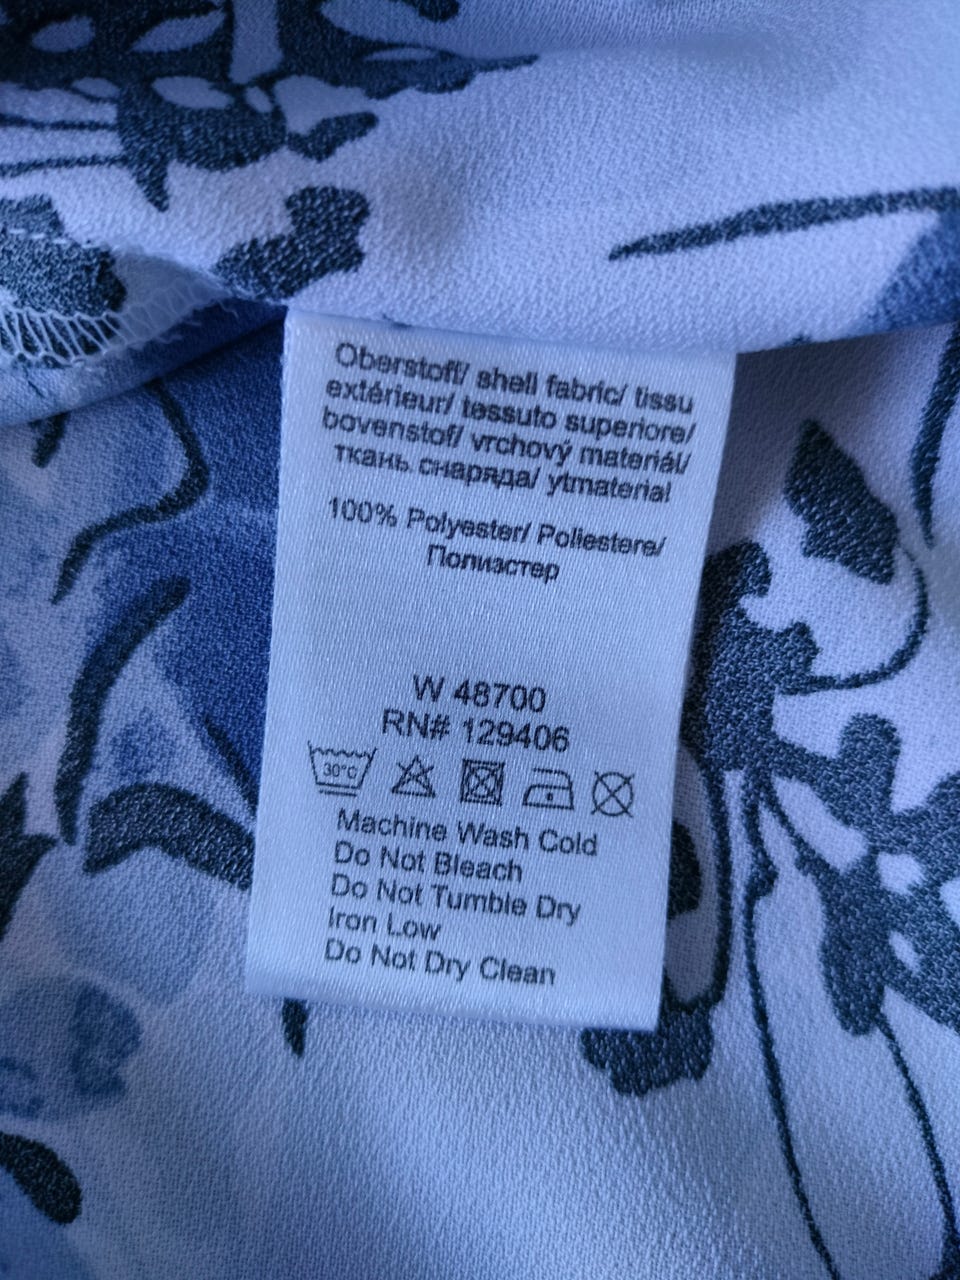 Oberstoff/ shell fabric/ tissu
extérieur/ tessuto superiore/
bovenstof/ vrchový materiál/
ткань снаряда/ ytmaterial
100% Polyester/ Poliestere/
Полиэстер
W 48700
RN# 129406
30°C
Machine Wash Cold
Do Not Bleach
Do Not Tumble Dry
Iron Low
Do Not Dry Clean